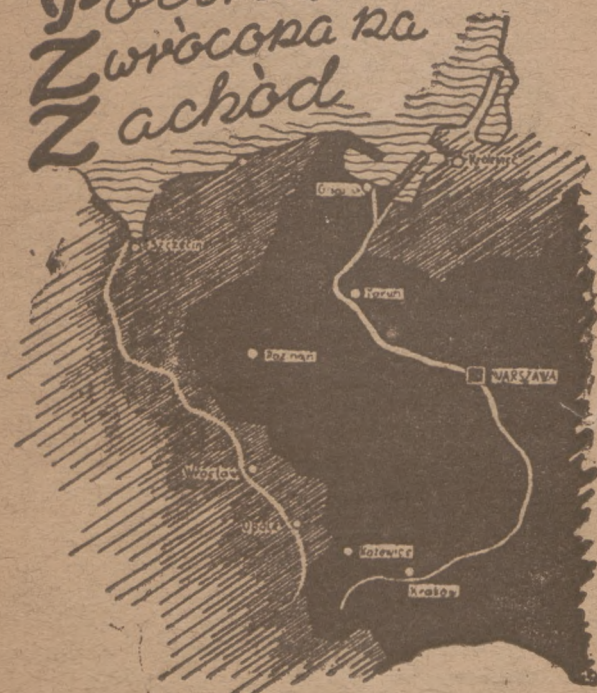 Zwrócona na
Zachód
Królewiec
Szczecin
Toruń
Poznań
WARSZAWA
Wrocław
Opole
Katowice
Kraków